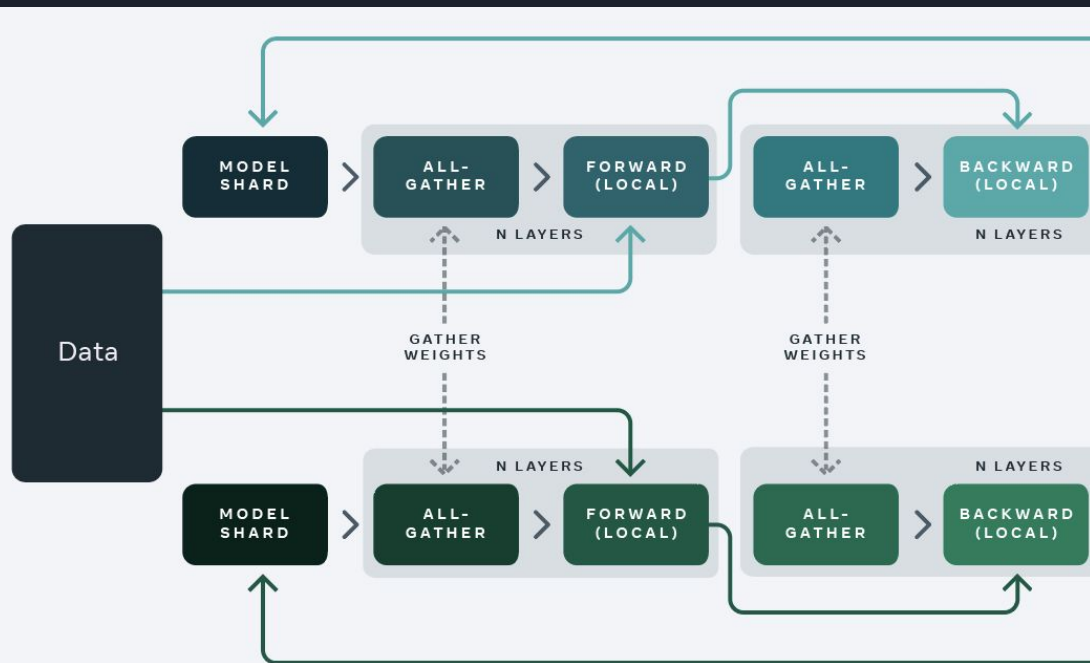 MODEL
SHARD
ALL-
GATHER
FORWARD
(LOCAL)
N LAYERS
ALL-
GATHER
BACKWARD
(LOCAL)
N LAYERS
Data
GATHER
WEIGHTS
GATHER
WEIGHTS
N LAYERS
MODEL
SHARD
ALL-
GATHER
FORWARD
(LOCAL)
N LAYERS
ALL-
GATHER
BACKWARD
(LOCAL)